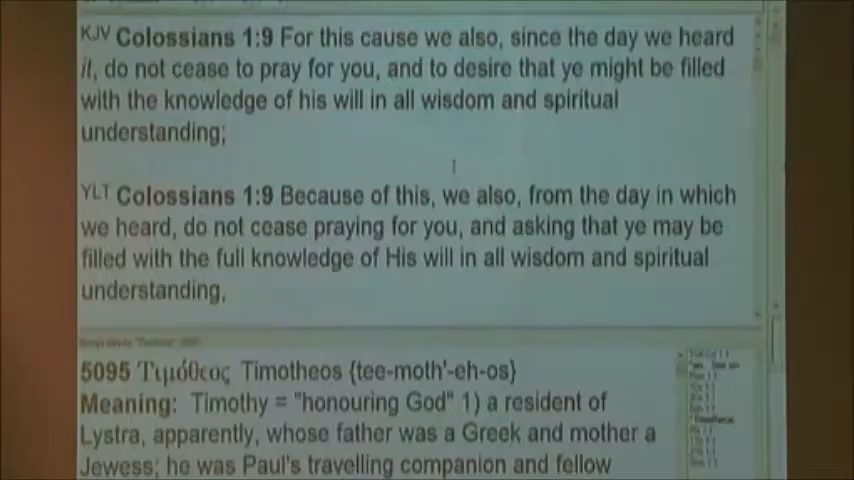 KJV Colossians 1:9 For this cause we also, since the day we heard
it, do not cease to pray for you, and to desire that ye might be filled
with the knowledge of his will in all wisdom and spiritual
understanding;
YLT Colossians 1:9 Because of this, we also, from the day in which
we heard, do not cease praying for you, and asking that ye may be
filled with the full knowledge of His will in all wisdom and spiritual
understanding,
5095 Τιμόθεος Timotheos {tee-moth'-eh-os}
Meaning: Timothy = "honouring God" 1) a resident of
Lystra, apparently, whose father was a Greek and mother a
Jewess; he was Paul's travelling companion and fellow